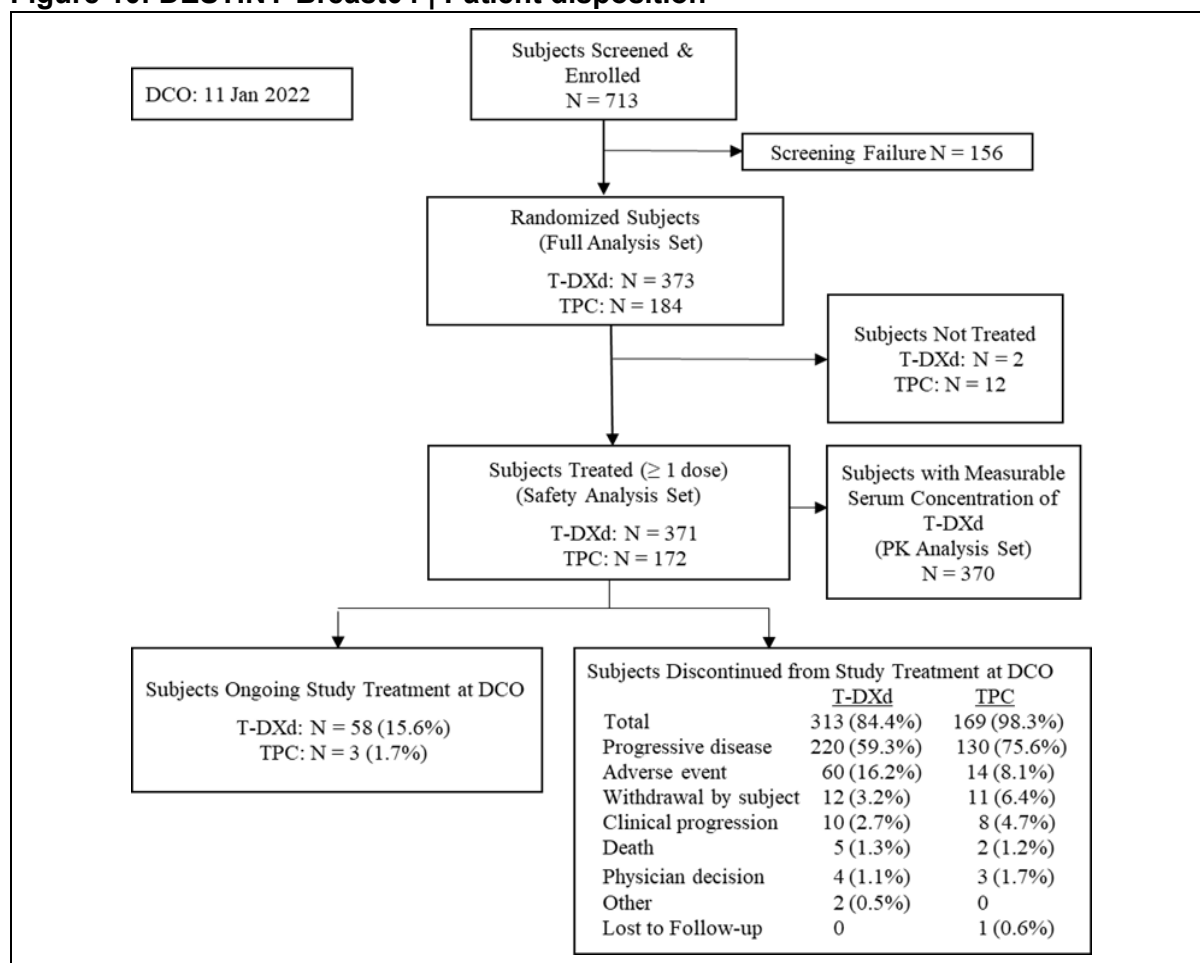 Figure DESTINY-Breast04 | Patient disposition
DCO: 11 Jan 2022
Subjects Screened &
Enrolled
N = 713
Screening Failure N = 156
Randomized Subjects
(Full Analysis Set)
T-DXd: N = 373
TPC: N = 184
Subjects Not Treated
T-DXd: N = 2
TPC: N = 12
Subjects Treated (≥ 1 dose)
(Safety Analysis Set)
T-DXd: N = 371
TPC: N = 172
Subjects with Measurable
Serum Concentration of
T-DXd
(PK Analysis Set)
N = 370
Subjects Ongoing Study Treatment at DCO
T-DXd: N = 58 (15.6%)
TPC: N = 3 (1.7%)
Subjects Discontinued from Study Treatment at DCO
T-DXd TPC
Total 313 (84.4%) 169 (98.3%)
Progressive disease 220 (59.3%) 130 (75.6%)
Adverse event 60 (16.2%) 14 (8.1%)
Withdrawal by subject 12 (3.2%) 11 (6.4%)
Clinical progression 10 (2.7%) 8 (4.7%)
Death 5 (1.3%) 2 (1.2%)
Physician decision 4 (1.1%) 3 (1.7%)
Other 2 (0.5%) 0
Lost to Follow-up 0 1 (0.6%)